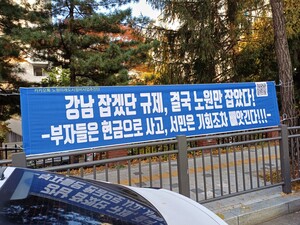 강남 잡겠단 규제, 결국 노원만 잡았다!
-부자들은 현금으로 사고, 서민은 기회조차 빼앗긴다!!!-